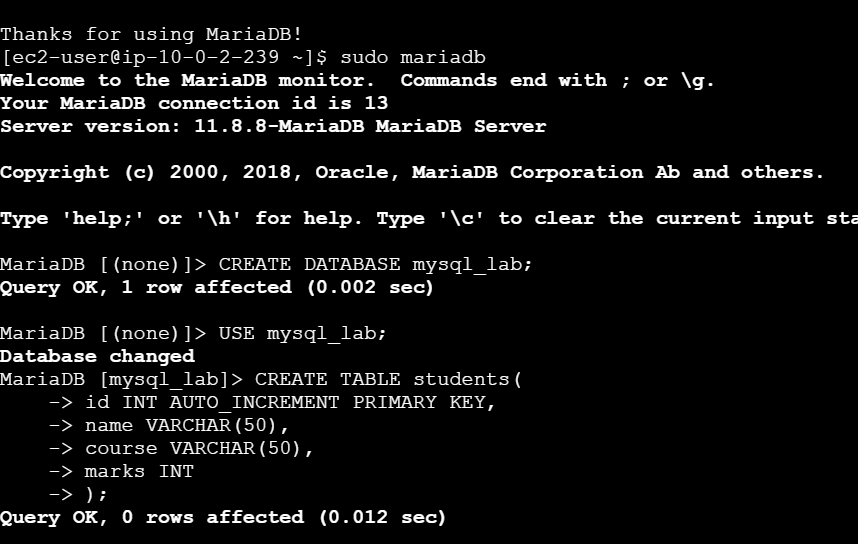 Thanks for using MariaDB!
[ec2-user@ip-10-0-2-239 ~]$ sudo mariadb
Welcome to the MariaDB monitor.  Commands end with ; or \g.
Your MariaDB connection id is 13
Server version: 11.8.8-MariaDB MariaDB Server
Copyright (c) 2000, 2018, Oracle, MariaDB Corporation Ab and others.
Type 'help;' or '\h' for help. Type '\c' to clear the current input sta
MariaDB [(none)]> CREATE DATABASE mysql_lab;
Query OK, 1 row affected (0.002 sec)
MariaDB [(none)]> USE mysql_lab;
Database changed
MariaDB [mysql_lab]> CREATE TABLE students(
    -> id INT AUTO_INCREMENT PRIMARY KEY,
    -> name VARCHAR(50),
    -> course VARCHAR(50),
    -> marks INT
    -> );
Query OK, 0 rows affected (0.012 sec)